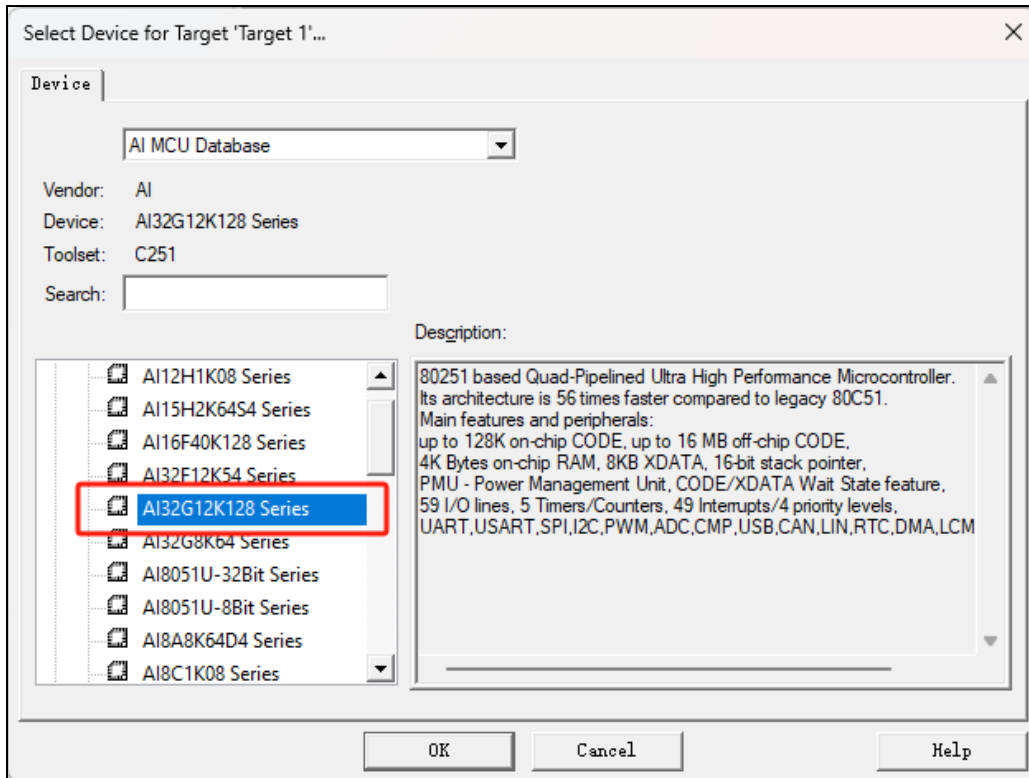 Select Device for Target 'Target 1'...
Device
AI MCU Database
Vendor: AI
Device: AI32G12K128 Series
Toolset: C251
Search:
Description:
AI12H1K08 Series
AI15H2K64S4 Series
AI16F40K128 Series
AI32F12K54 Series
AI32G12K128 Series
AI32G8K64 Series
AI8051U-32Bit Series
AI8051U-8Bit Series
AI8A8K64D4 Series
AI8C1K08 Series
80251 based Quad-Pipelined Ultra High Performance Microcontroller.
Its architecture is 56 times faster compared to legacy 80C51.
Main features and peripherals:
up to 128K on-chip CODE, up to 16 MB off-chip CODE,
4K Bytes on-chip RAM, 8KB XDATA, 16-bit stack pointer,
PMU - Power Management Unit, CODE/XDATA Wait State feature,
59 I/O lines, 5 Timers/Counters, 49 Interrupts/4 priority levels,
UART,USART,SPI,I2C,PWM,ADC,CMP,USB,CAN,LIN,RTC,DMA,LCM
OK
Cancel
Help